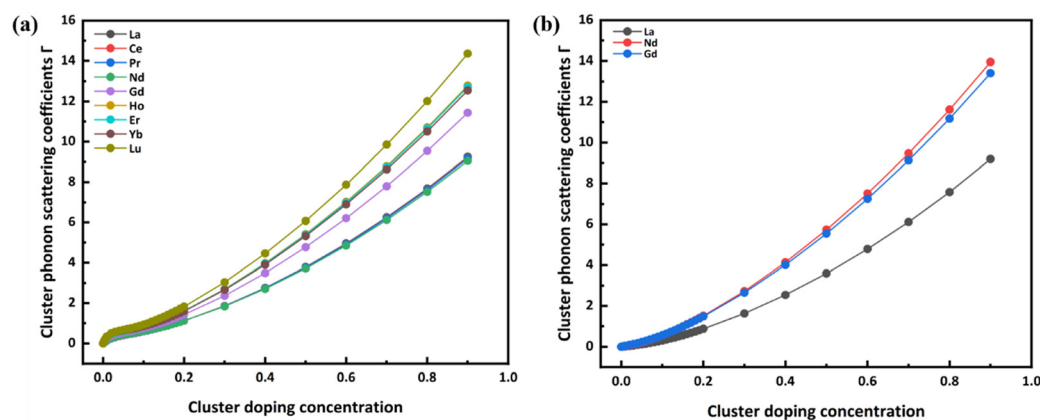 (a)
Cluster phonon scattering coefficients Γ
16
14
12
10
8
6
4
2
0
La
Ce
Pr
Nd
Gd
Ho
Er
Yb
Lu
0.0 0.2 0.4 0.6 0.8 1.0
Cluster doping concentration
(b)
Cluster phonon scattering coefficients Γ
16
14
12
10
8
6
4
2
0
La
Nd
Gd
0.0 0.2 0.4 0.6 0.8 1.0
Cluster doping concentration